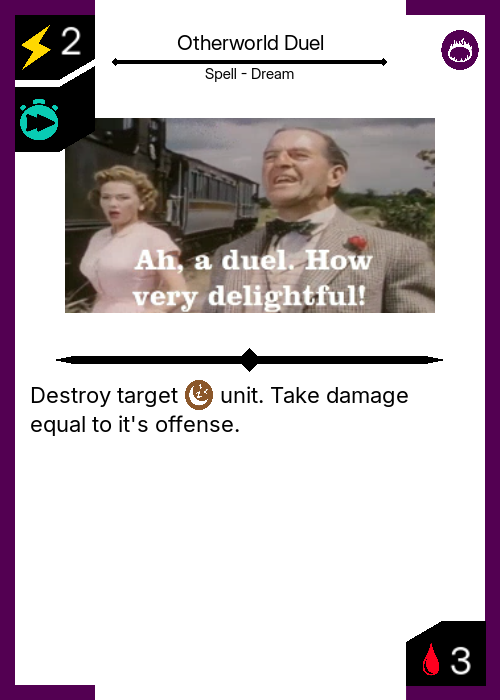 2
Otherworld Duel
Spell - Dream
Ah, a duel. How
very delightful!
Destroy target unit. Take damage
equal to it's offense.
3